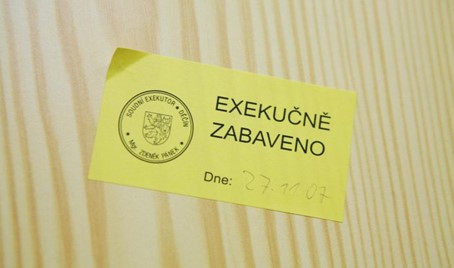 SOUDNÍ EXEKUTOR • DĚČÍN
Mgr. ZDENĚK PÁNEK
EXEKUČNĚ
ZABAVENO
Dne: 27.11.07